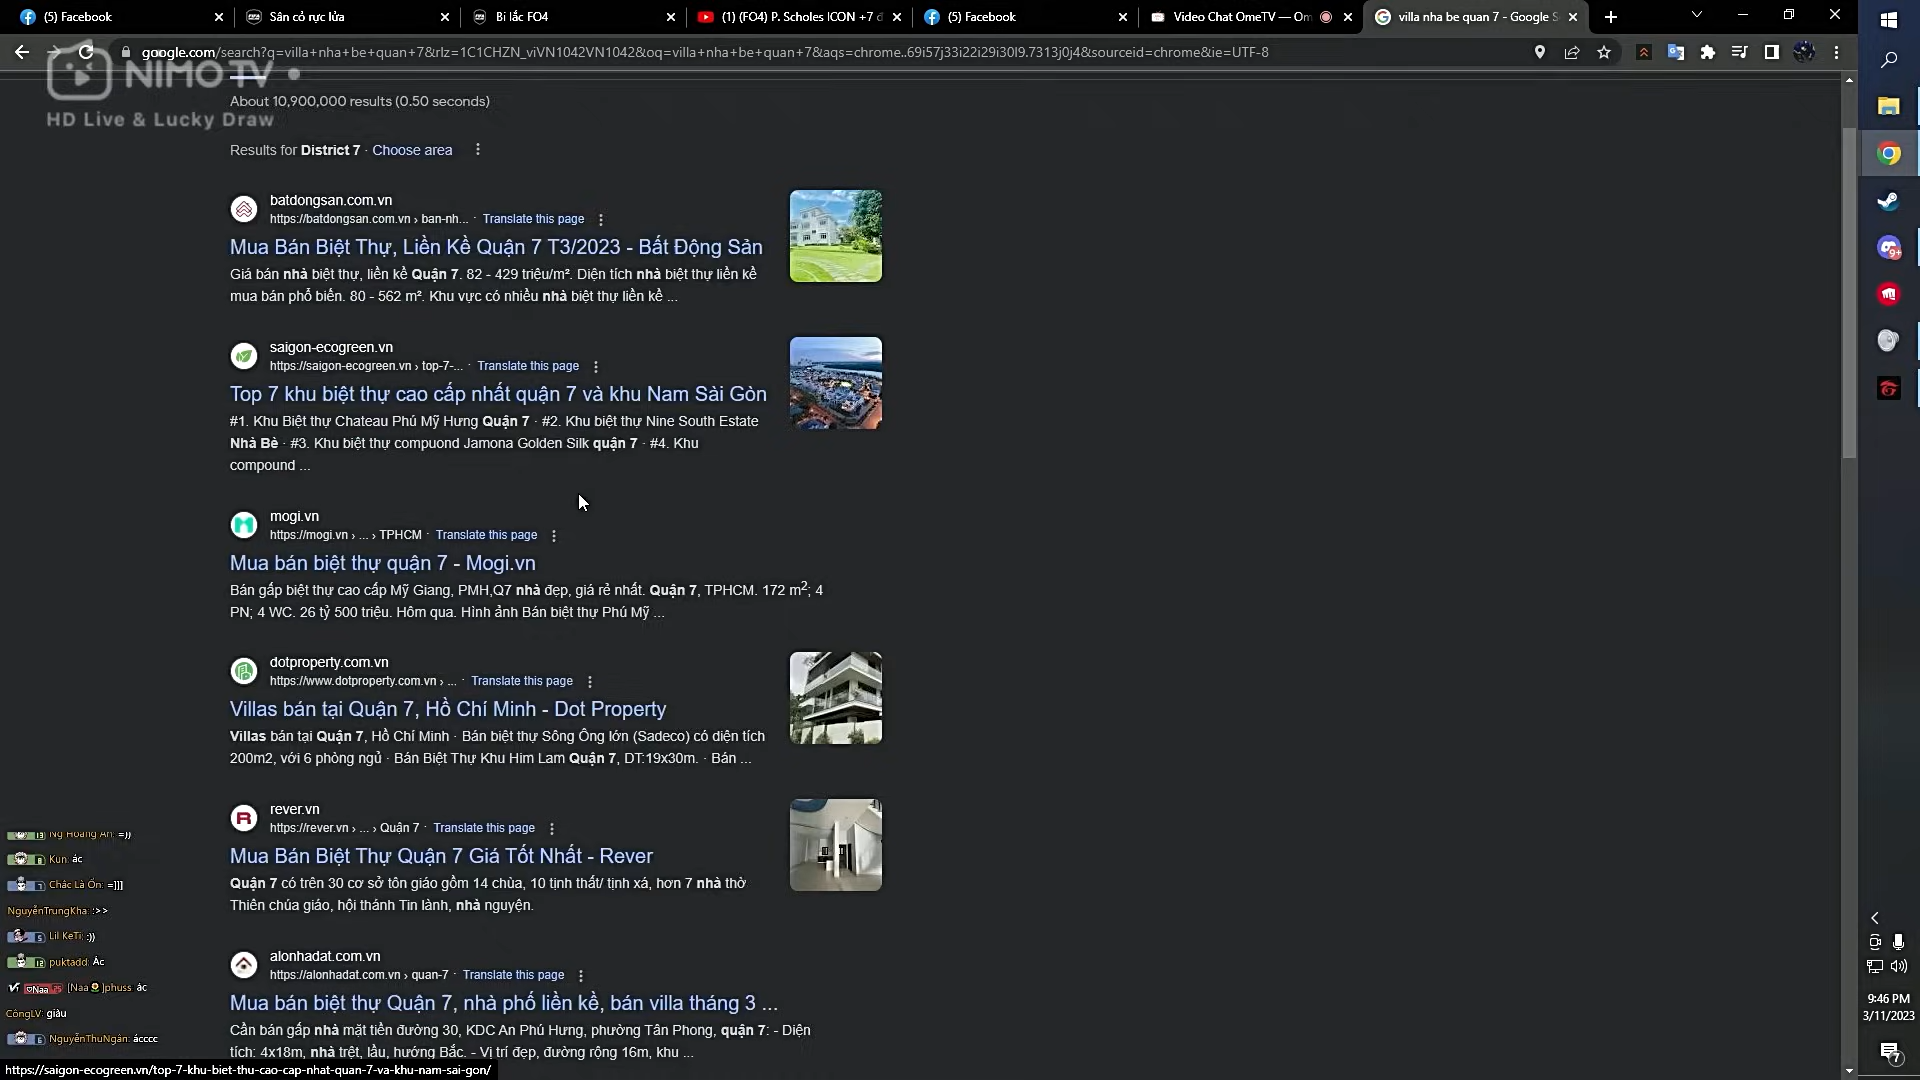 (5) Facebook
Sân cỏ rực lửa
Bi lắc FO4
(1) (FO4) P. Scholes ICON +7 đ
(5) Facebook
Video Chat OmeTV — Om
villa nha be quan 7 - Google S
google.com/search?q=villa+nha+be+quan+7&rlz=1C1CHZN_viVN1042VN1042&oq=villa+nha+be+quan+7&aqs=chrome..69i57j33i22i29i30l9.7313j0j4&sourceid=chrome&ie=UTF-8
NIMO TV
HD Live & Lucky Draw
About 10,900,000 results (0.50 seconds)
Results for District 7 · Choose area
batdongsan.com.vn
https://batdongsan.com.vn › ban-nh... · Translate this page
Mua Bán Biệt Thự, Liền Kề Quận 7 T3/2023 - Bất Động Sản
Giá bán nhà biệt thự, liền kề Quận 7. 82 - 429 triệu/m². Diện tích nhà biệt thự liền kề
mua bán phổ biến. 80 - 562 m². Khu vực có nhiều nhà biệt thự liền kề ...
saigon-ecogreen.vn
https://saigon-ecogreen.vn › top-7-... · Translate this page
Top 7 khu biệt thự cao cấp nhất quận 7 và khu Nam Sài Gòn
#1. Khu Biệt thự Chateau Phú Mỹ Hưng Quận 7 · #2. Khu biệt thự Nine South Estate
Nhà Bè · #3. Khu biệt thự compuond Jamona Golden Silk quận 7 · #4. Khu
compound ...
mogi.vn
https://mogi.vn › ... › TPHCM · Translate this page
Mua bán biệt thự quận 7 - Mogi.vn
Bán gấp biệt thự cao cấp Mỹ Giang, PMH,Q7 nhà đẹp, giá rẻ nhất. Quận 7, TPHCM. 172 m²; 4
PN; 4 WC. 26 tỷ 500 triệu. Hôm qua. Hình ảnh Bán biệt thự Phú Mỹ ...
dotproperty.com.vn
https://www.dotproperty.com.vn › ... · Translate this page
Villas bán tại Quận 7, Hồ Chí Minh - Dot Property
Villas bán tại Quận 7, Hồ Chí Minh · Bán biệt thự Sông Ông lớn (Sadeco) có diện tích
200m2, với 6 phòng ngủ · Bán Biệt Thự Khu Him Lam Quận 7, DT:19x30m. · Bán ...
rever.vn
https://rever.vn › ... › Quận 7 · Translate this page
Mua Bán Biệt Thự Quận 7 Giá Tốt Nhất - Rever
Quận 7 có trên 30 cơ sở tôn giáo gồm 14 chùa, 10 tịnh thất/ tịnh xá, hơn 7 nhà thờ
Thiên chúa giáo, hội thánh Tin lành, nhà nguyện.
alonhadat.com.vn
https://alonhadat.com.vn › quan-7 · Translate this page
Mua bán biệt thự Quận 7, nhà phố liền kề, bán villa tháng 3 ...
Cần bán gấp nhà mặt tiền đường 30, KDC An Phú Hưng, phường Tân Phong, quận 7: - Diện
tích: 4x18m, nhà trệt, lầu, hướng Bắc. - Vị trí đẹp, đường rộng 16m, khu ...
13 Ng Hoàng An: =))
8 Kun: ác
Chắc Là Ổn: =]]]
NguyễnTrungKha: :>>
5 Lil KeTi: :))
12 puktadd: Ác
Naa [Naa]phuss ác
CôngLV: giàu
6 NguyễnThuNgân: ácccc
https://saigon-ecogreen.vn/top-7-khu-biet-thu-cao-cap-nhat-quan-7-va-khu-nam-sai-gon/
9+
9:46 PM
3/11/2023
7